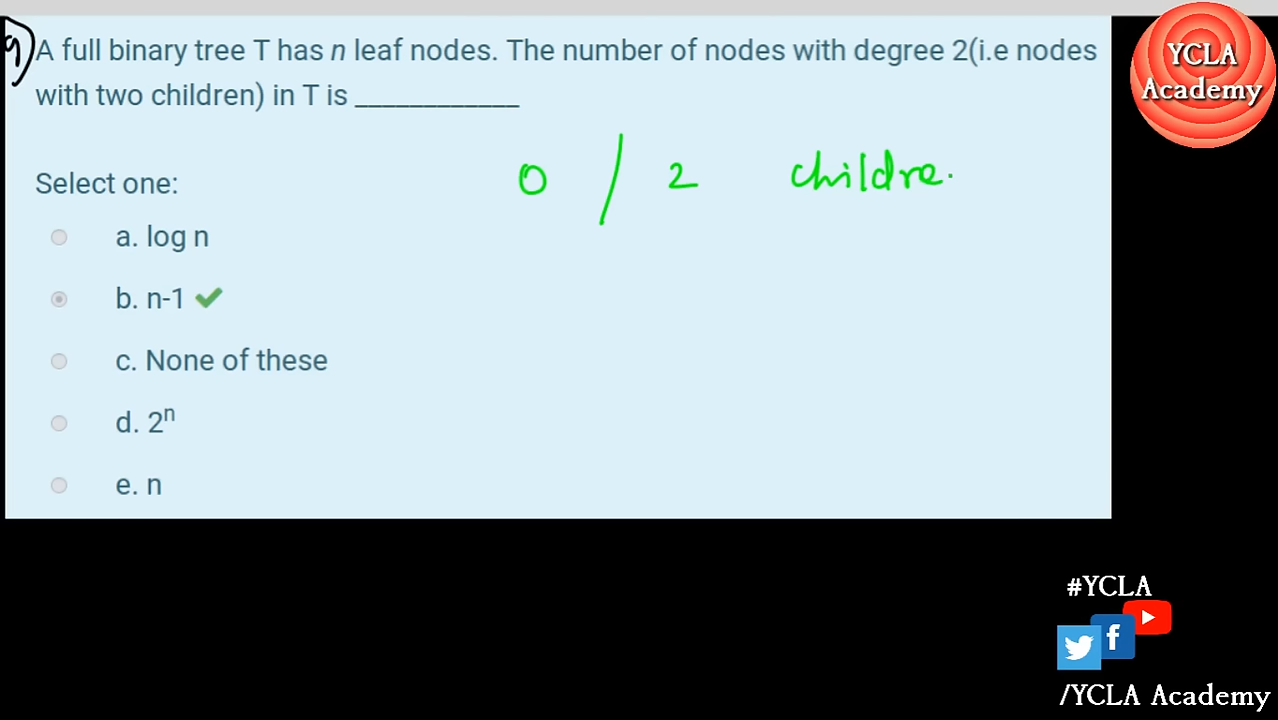 9)
A full binary tree T has n leaf nodes. The number of nodes with degree 2(i.e nodes
with two children) in T is ____________
0 / 2 childre.
Select one:
a. log n
b. n-1
c. None of these
d. 2ⁿ
e. n
YCLA
Academy
#YCLA
f
/YCLA Academy